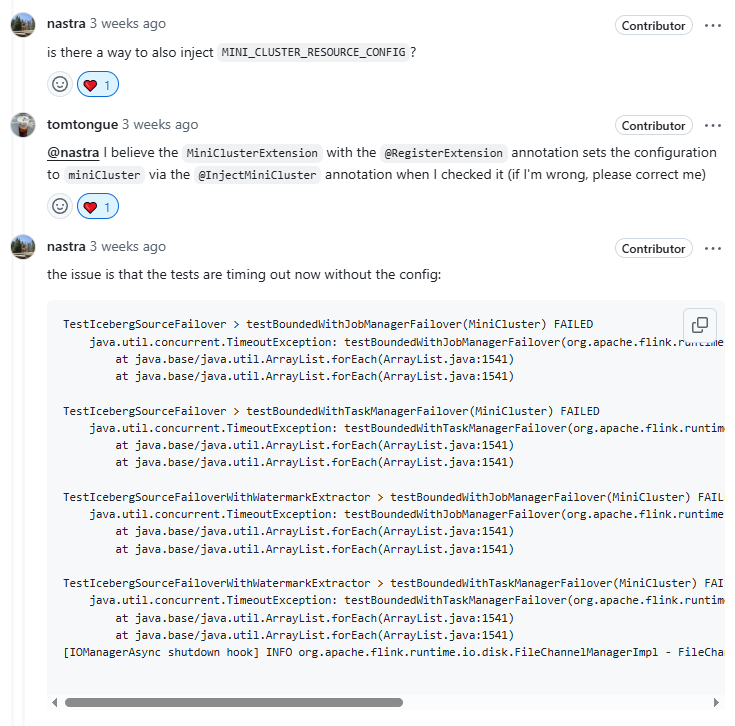 nastra 3 weeks ago Contributor
is there a way to also inject MINI_CLUSTER_RESOURCE_CONFIG ?
1
tomtongue 3 weeks ago Contributor
@nastra I believe the MiniClusterExtension with the @RegisterExtension annotation sets the configuration
to miniCluster via the @InjectMiniCluster annotation when I checked it (if I'm wrong, please correct me)
1
nastra 3 weeks ago Contributor
the issue is that the tests are timing out now without the config:
TestIcebergSourceFailover > testBoundedWithJobManagerFailover(MiniCluster) FAILED
java.util.concurrent.TimeoutException: testBoundedWithJobManagerFailover(org.apache.flink.runtime
at java.base/java.util.ArrayList.forEach(ArrayList.java:1541)
at java.base/java.util.ArrayList.forEach(ArrayList.java:1541)
TestIcebergSourceFailover > testBoundedWithTaskManagerFailover(MiniCluster) FAILED
java.util.concurrent.TimeoutException: testBoundedWithTaskManagerFailover(org.apache.flink.runtim
at java.base/java.util.ArrayList.forEach(ArrayList.java:1541)
at java.base/java.util.ArrayList.forEach(ArrayList.java:1541)
TestIcebergSourceFailoverWithWatermarkExtractor > testBoundedWithJobManagerFailover(MiniCluster) FAIL
java.util.concurrent.TimeoutException: testBoundedWithJobManagerFailover(org.apache.flink.runtime
at java.base/java.util.ArrayList.forEach(ArrayList.java:1541)
at java.base/java.util.ArrayList.forEach(ArrayList.java:1541)
TestIcebergSourceFailoverWithWatermarkExtractor > testBoundedWithTaskManagerFailover(MiniCluster) FAI
java.util.concurrent.TimeoutException: testBoundedWithTaskManagerFailover(org.apache.flink.runtim
at java.base/java.util.ArrayList.forEach(ArrayList.java:1541)
at java.base/java.util.ArrayList.forEach(ArrayList.java:1541)
[IOManagerAsync shutdown hook] INFO org.apache.flink.runtime.io.disk.FileChannelManagerImpl - FileCha